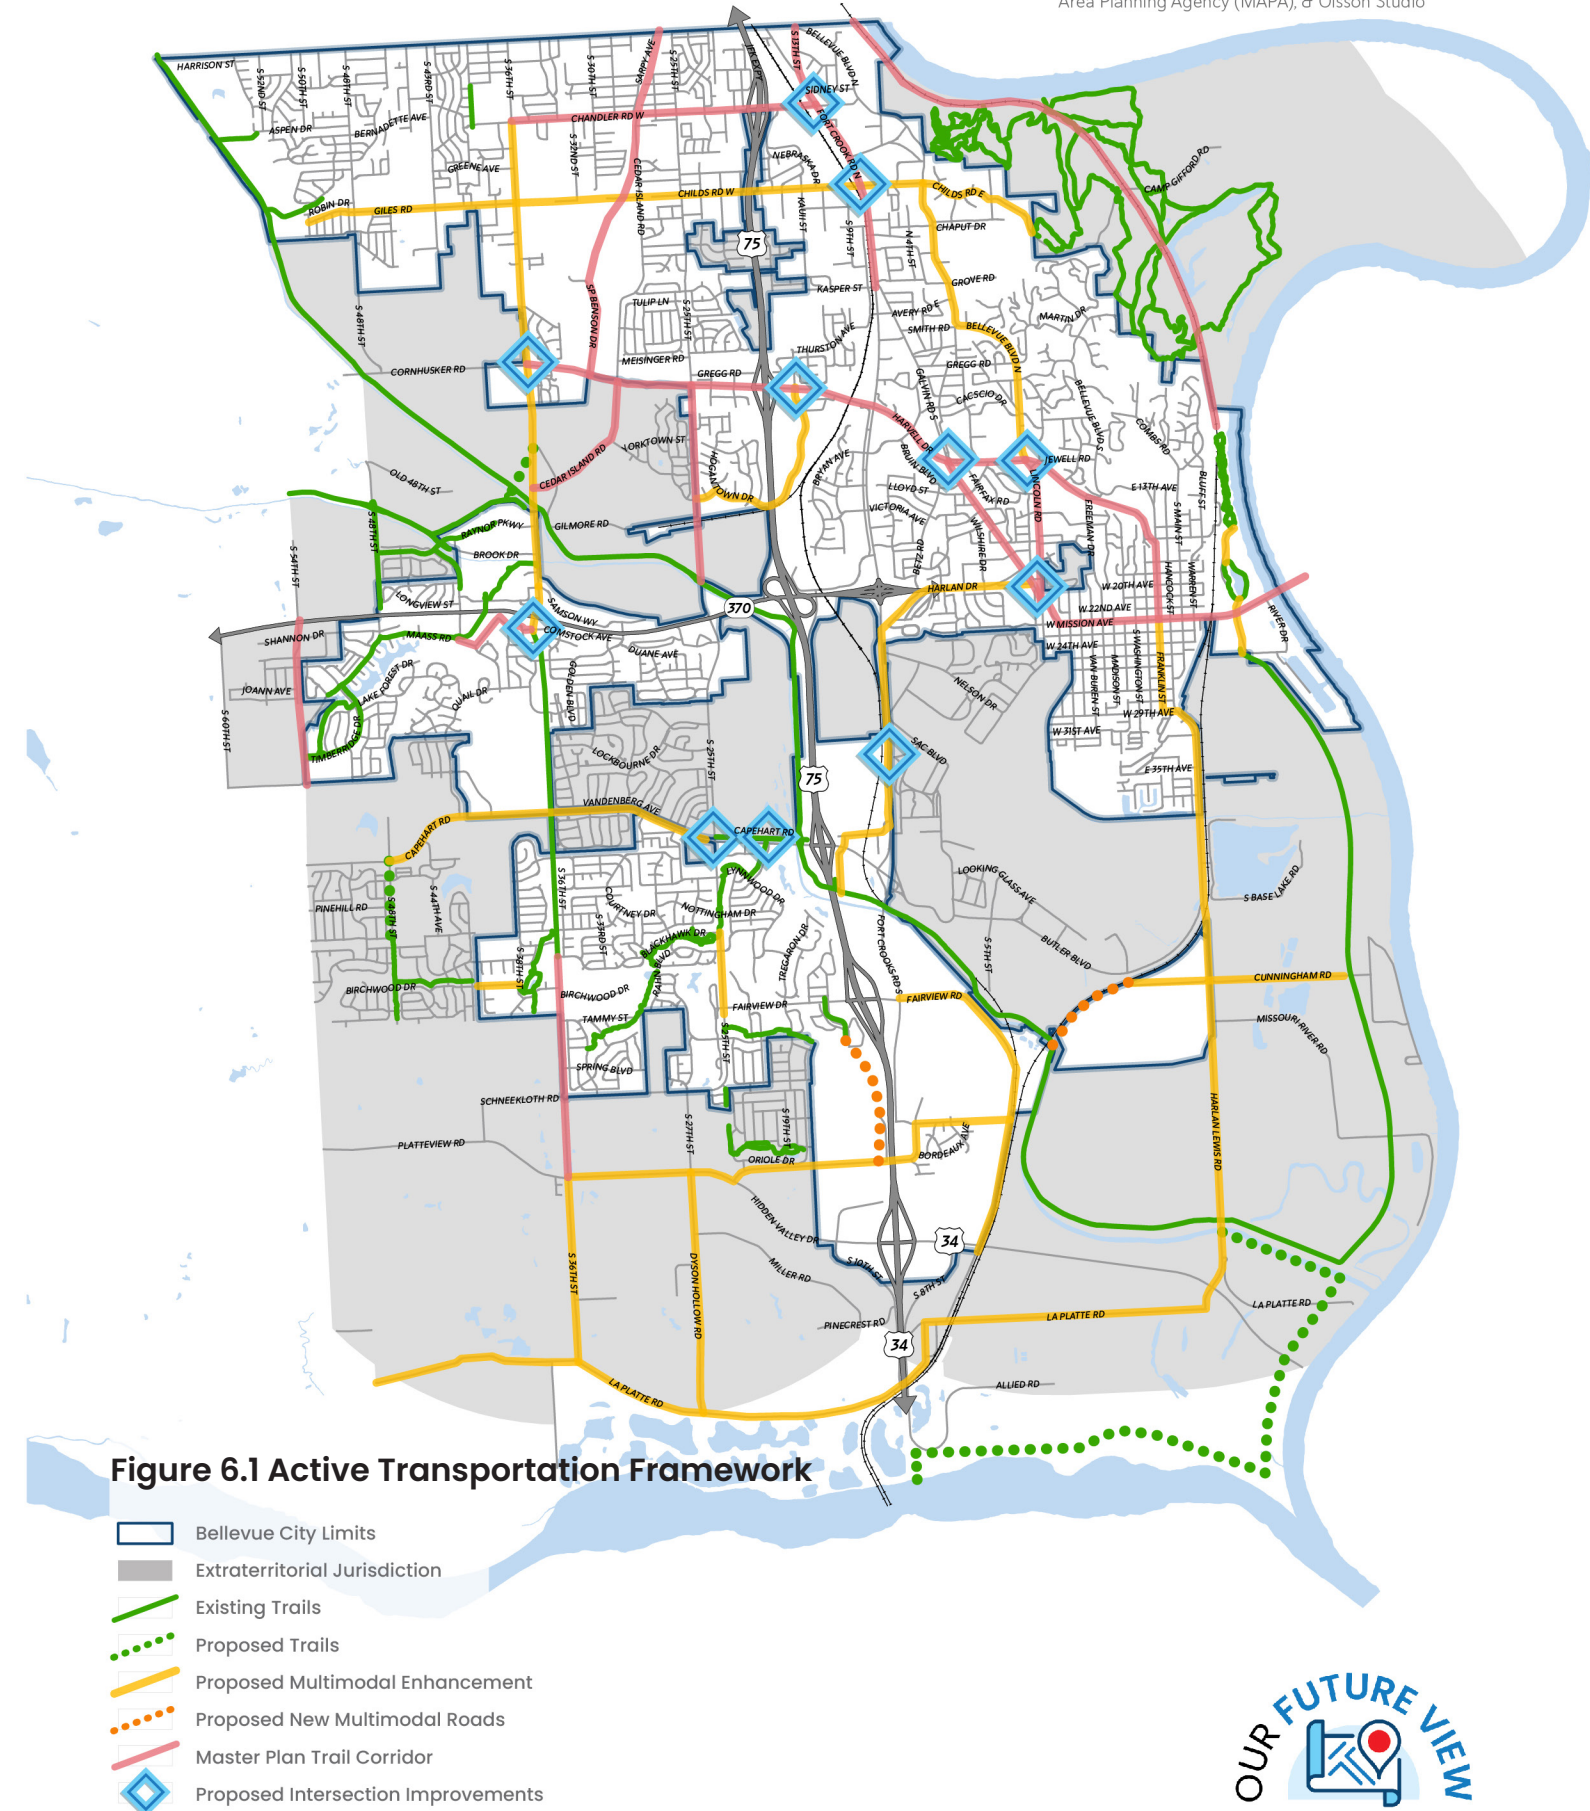 Area Planning Agency (MAPA), & Olsson Studio
HARRISON ST
S 52ND ST
S 50TH ST
S 48TH ST
S 43RD ST
S 36TH ST
S 30TH ST
SARPY AVE
S 25TH ST
JFK EXPY
S 13TH ST
BELLEVUE BLVD N
SIDNEY ST
ASPEN DR
BERNADETTE AVE
CHANDLER RD W
FORT CROOK RD N
GREENE AVE
S 32ND ST
CEDAR ISLAND RD
NEBRASKA DR
CAMP GIFFORD RD
ROBIN DR
GILES RD
CHILDS RD W
CHILDS RD E
KAUII ST
S 9TH ST
N 4TH ST
CHAPUT DR
75
S 48TH ST
SP BENSON DR
TULIP LN
S 25TH ST
KASPER ST
GROVE RD
AVERY RD E
MARTIN DR
SMITH RD
BELLEVUE BLVD N
THURSTON AVE
CORNHUSKER RD
MEISINGER RD
GREGG RD
GREGG RD
GALVIN RD S
CACSCIO DR
BELLEVUE BLVD S
COMBS RD
HARVELL DR
YORKTOWN ST
CEDAR ISLAND RD
HOGANTOWN DR
BRYAN AVE
BRUIN BLVD
JEWELL RD
OLD 48TH ST
LLOYD ST
FAIRFAX RD
LINCOLN RD
E 13TH AVE
BLUFF ST
VICTORIA AVE
FREEMAN DR
S MAIN ST
S 48TH ST
RAYNOR PKWY
GILMORE RD
WILSHIRE DR
BETZ RD
S 54TH ST
BROOK DR
HARLAN DR
W 20TH AVE
HANCOCK ST
WARREN ST
LONGVIEW ST
370
SAMSON WY
W 22ND AVE
RIVER DR
SHANNON DR
MAASS RD
COMSTOCK AVE
W MISSION AVE
DUANE AVE
W 24TH AVE
JOANN AVE
LAKE FOREST DR
QUAIL DR
GOLDEN BLVD
NELSON DR
VAN BUREN ST
MADISON ST
S WASHINGTON ST
FRANKLIN ST
S 60TH ST
TIMBERRIDGE DR
W 29TH AVE
W 31ST AVE
LOCKBOURNE DR
S 25TH ST
SAC BLVD
E 35TH AVE
75
VANDENBERG AVE
CAPEHART RD
CAPEHART RD
S 36TH ST
LYNNWOOD DR
LOOKING GLASS AVE
S BASE LAKE RD
PINEHILL RD
S 48TH ST
S 44TH AVE
COURTNEY DR
NOTTINGHAM DR
S 33RD ST
BLACKHAWK DR
FORT CROOKS RD S
S 5TH ST
BUTLER BLVD
S 38TH ST
RAHN BLVD
TREGARON DR
CUNNINGHAM RD
BIRCHWOOD DR
BIRCHWOOD DR
FAIRVIEW DR
FAIRVIEW RD
TAMMY ST
S 25TH ST
MISSOURI RIVER RD
SPRING BLVD
SCHNEEKLOTH RD
S 27TH ST
S 19TH ST
HARLAN LEWIS RD
PLATTEVIEW RD
ORIOLE DR
BORDEAUX AVE
HIDDEN VALLEY DR
34
S 36TH ST
DYSON HOLLOW RD
MILLER RD
S 10TH ST
S 8TH ST
PINECREST RD
LA PLATTE RD
LA PLATTE RD
34
LA PLATTE RD
ALLIED RD
Figure 6.1 Active Transportation Framework
Bellevue City Limits
Extraterritorial Jurisdiction
Existing Trails
Proposed Trails
Proposed Multimodal Enhancement
Proposed New Multimodal Roads
Master Plan Trail Corridor
Proposed Intersection Improvements
OUR FUTURE VIEW